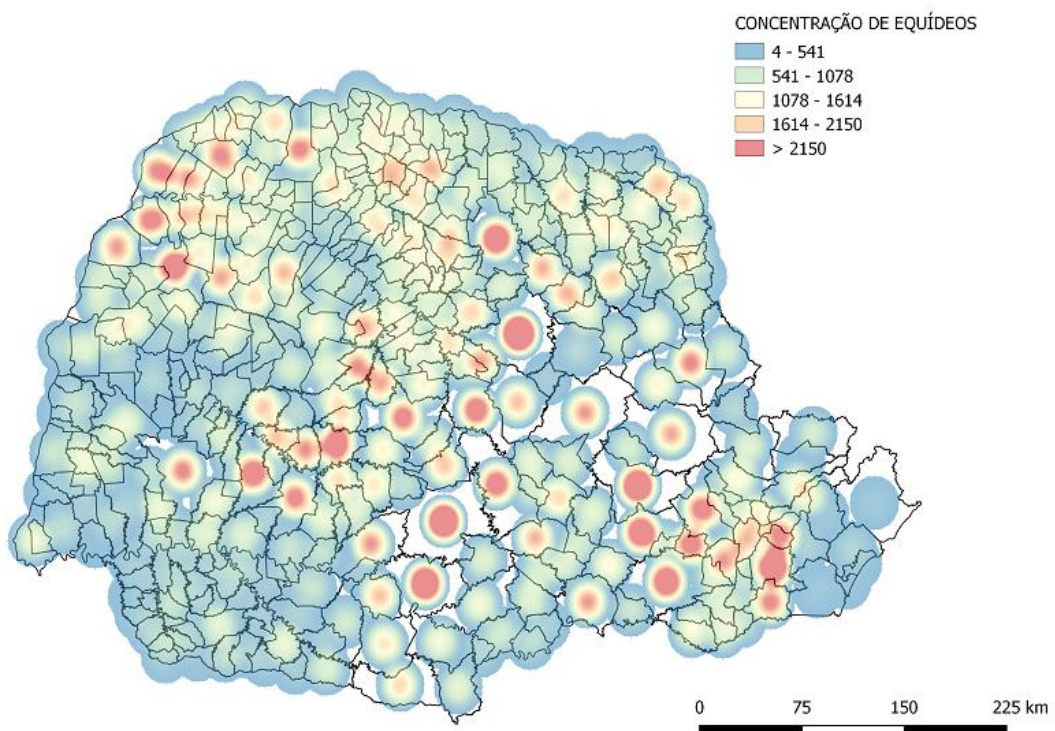 CONCENTRAÇÃO DE EQUÍDEOS
4 - 541
541 - 1078
1078 - 1614
1614 - 2150
> 2150
0 75 150 225 km